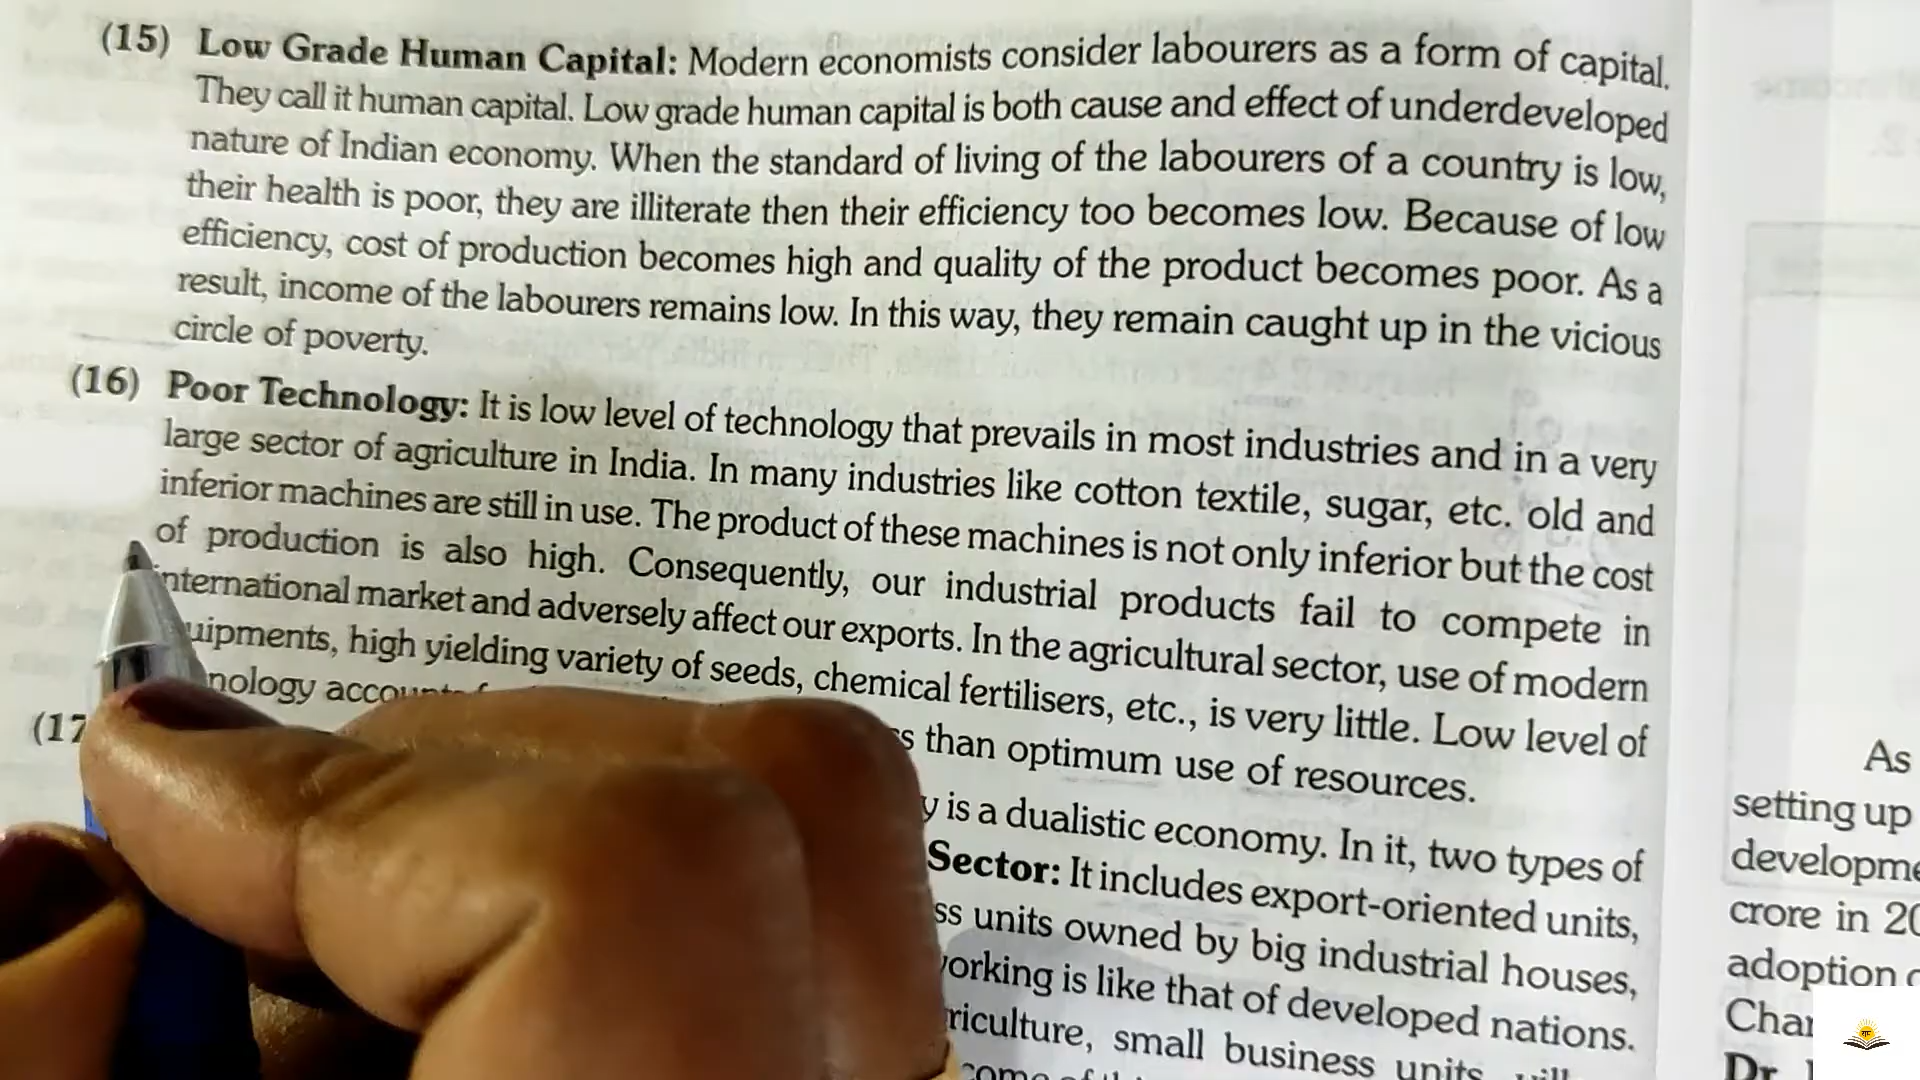 (15) Low Grade Human Capital: Modern economists consider labourers as a form of capital.
They call it human capital. Low grade human capital is both cause and effect of underdeveloped
nature of Indian economy. When the standard of living of the labourers of a country is low,
their health is poor, they are illiterate then their efficiency too becomes low. Because of low
efficiency, cost of production becomes high and quality of the product becomes poor. As a
result, income of the labourers remains low. In this way, they remain caught up in the vicious
circle of poverty.
(16) Poor Technology: It is low level of technology that prevails in most industries and in a very
large sector of agriculture in India. In many industries like cotton textile, sugar, etc. old and
inferior machines are still in use. The product of these machines is not only inferior but the cost
of production is also high. Consequently, our industrial products fail to compete in
international market and adversely affect our exports. In the agricultural sector, use of modern
uipments, high yielding variety of seeds, chemical fertilisers, etc., is very little. Low level of
nology than optimum use of resources.
(17 is a dualistic economy. In it, two types of
Sector: It includes export-oriented units,
units owned by big industrial houses,
is like that of developed nations.
small business units
As
setting up
crore in
adoption